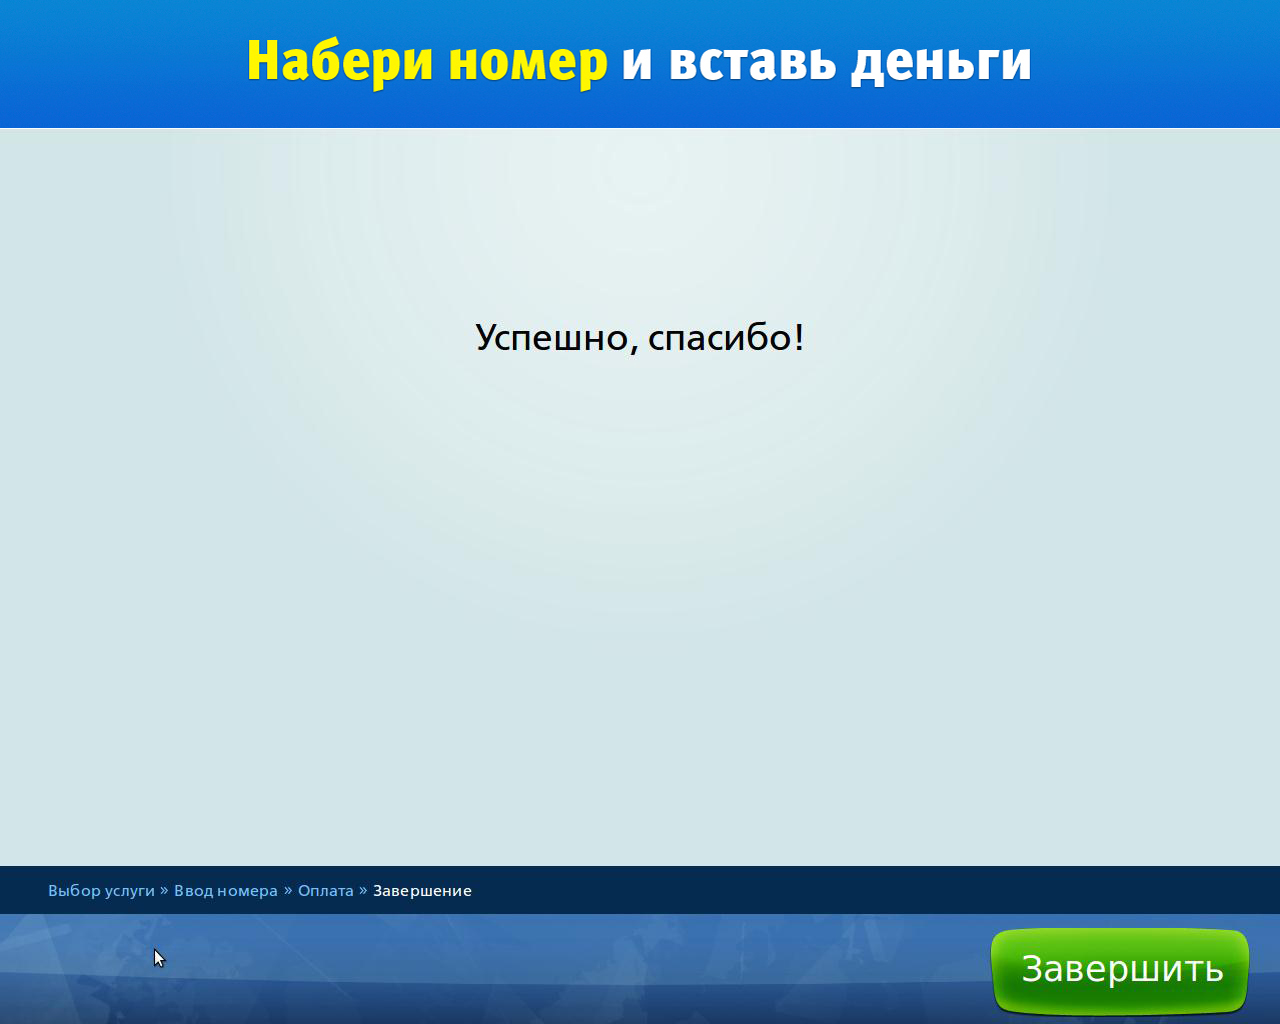 Набери номер и вставь деньги
Успешно, спасибо!
Выбор услуги » Ввод номера » Оплата » Завершение
Завершить